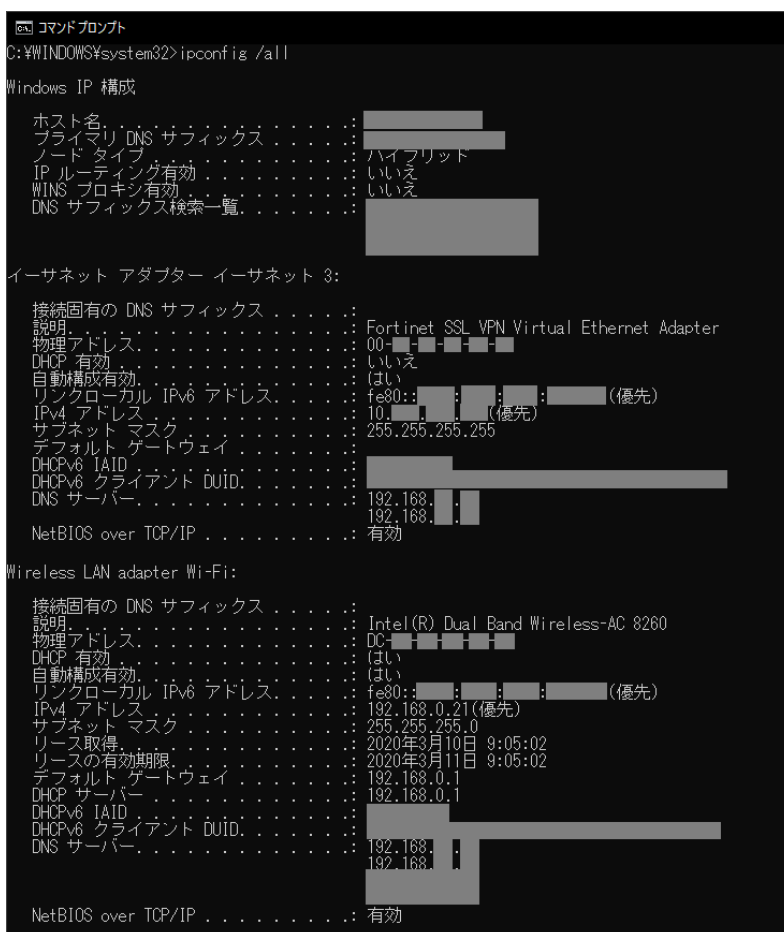 コマンド プロンプト
C:¥WINDOWS¥system32>ipconfig /all
Windows IP 構成
ホスト名. . . . . . . . . . . . . . .:
プライマリ DNS サフィックス . . . . .:
ノード タイプ . . . . . . . . . . . .: ハイブリッド
IP ルーティング有効 . . . . . . . . .: いいえ
WINS プロキシ有効 . . . . . . . . . .: いいえ
DNS サフィックス検索一覧. . . . . . .:
イーサネット アダプター イーサネット 3:
接続固有の DNS サフィックス . . . . .:
説明. . . . . . . . . . . . . . . . .: Fortinet SSL VPN Virtual Ethernet Adapter
物理アドレス. . . . . . . . . . . . .: 00- - - - -
DHCP 有効 . . . . . . . . . . . . . .: いいえ
自動構成有効. . . . . . . . . . . . .: はい
リンクローカル IPv6 アドレス. . . . .: fe80:: : : : (優先)
IPv4 アドレス . . . . . . . . . . . .: 10. . . (優先)
サブネット マスク . . . . . . . . . .: 255.255.255.255
デフォルト ゲートウェイ . . . . . . .:
DHCPv6 IAID . . . . . . . . . . . . .:
DHCPv6 クライアント DUID. . . . . . .:
DNS サーバー. . . . . . . . . . . . .: 192.168. .
192.168. .
NetBIOS over TCP/IP . . . . . . . . .: 有効
Wireless LAN adapter Wi-Fi:
接続固有の DNS サフィックス . . . . .:
説明. . . . . . . . . . . . . . . . .: Intel(R) Dual Band Wireless-AC 8260
物理アドレス. . . . . . . . . . . . .: DC- - - - -
DHCP 有効 . . . . . . . . . . . . . .: はい
自動構成有効. . . . . . . . . . . . .: はい
リンクローカル IPv6 アドレス. . . . .: fe80:: : : : (優先)
IPv4 アドレス . . . . . . . . . . . .: 192.168.0.21(優先)
サブネット マスク . . . . . . . . . .: 255.255.255.0
リース取得. . . . . . . . . . . . . .: 2020年3月10日 9:05:02
リースの有効期限. . . . . . . . . . .: 2020年3月11日 9:05:02
デフォルト ゲートウェイ . . . . . . .: 192.168.0.1
DHCP サーバー . . . . . . . . . . . .: 192.168.0.1
DHCPv6 IAID . . . . . . . . . . . . .:
DHCPv6 クライアント DUID. . . . . . .:
DNS サーバー. . . . . . . . . . . . .: 192.168. .
192.168. .
NetBIOS over TCP/IP . . . . . . . . .: 有効